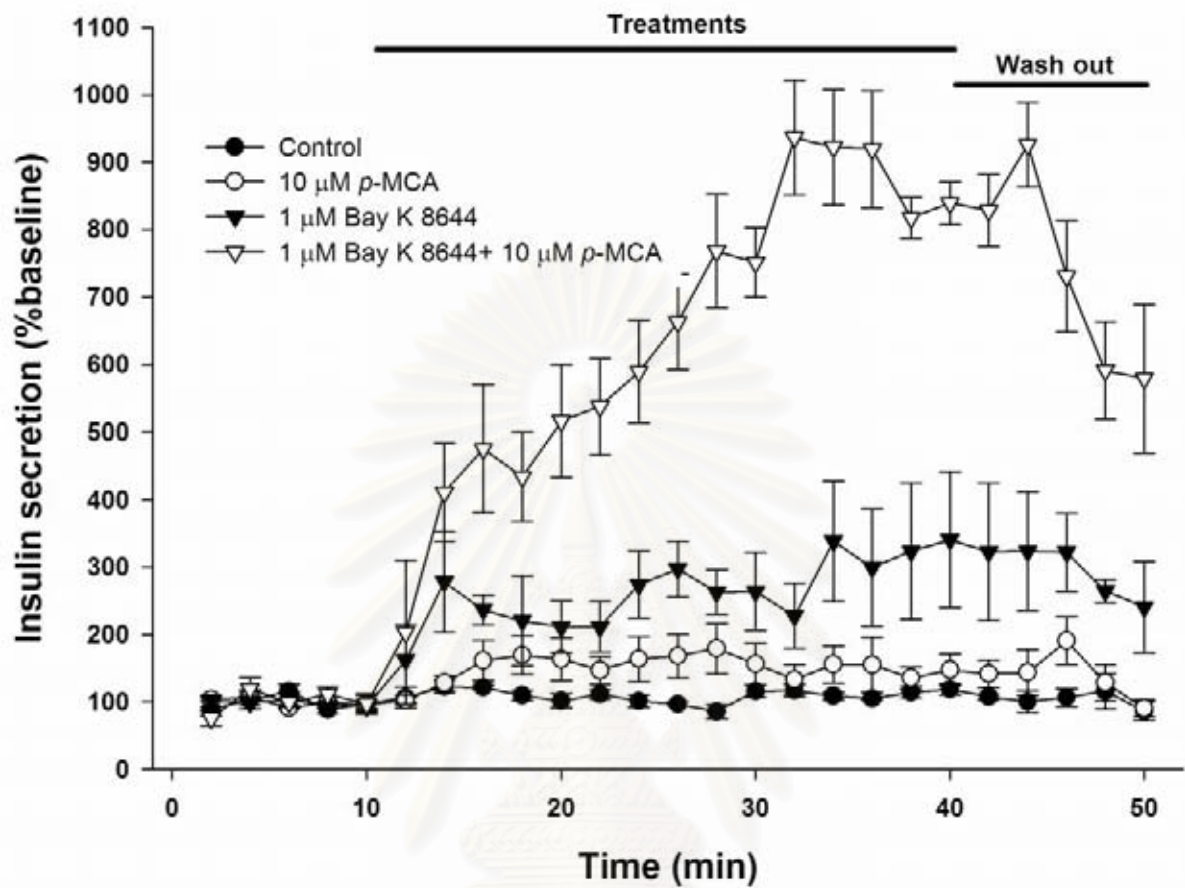 Treatments
Wash out
Control
10 µM p-MCA
1 µM Bay K 8644
1 µM Bay K 8644+ 10 µM p-MCA
Insulin secretion (%baseline)
1100
1000
900
800
700
600
500
400
300
200
100
0
0 10 20 30 40 50
Time (min)